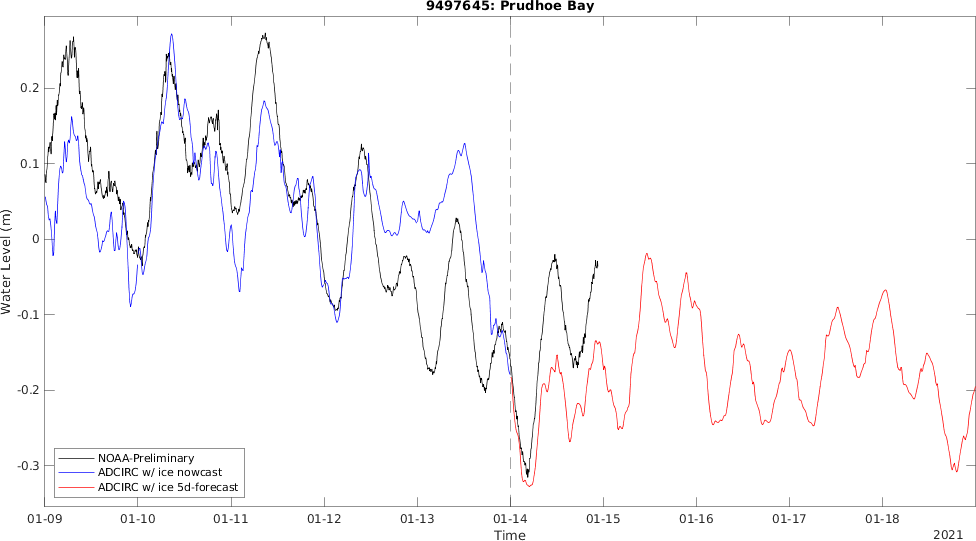 9497645: Prudhoe Bay
Water Level (m)
0.2
0.1
0
-0.1
-0.2
-0.3
NOAA-Preliminary
ADCIRC w/ ice nowcast
ADCIRC w/ ice 5d-forecast
01-09 01-10 01-11 01-12 01-13 01-14 01-15 01-16 01-17 01-18
Time
2021